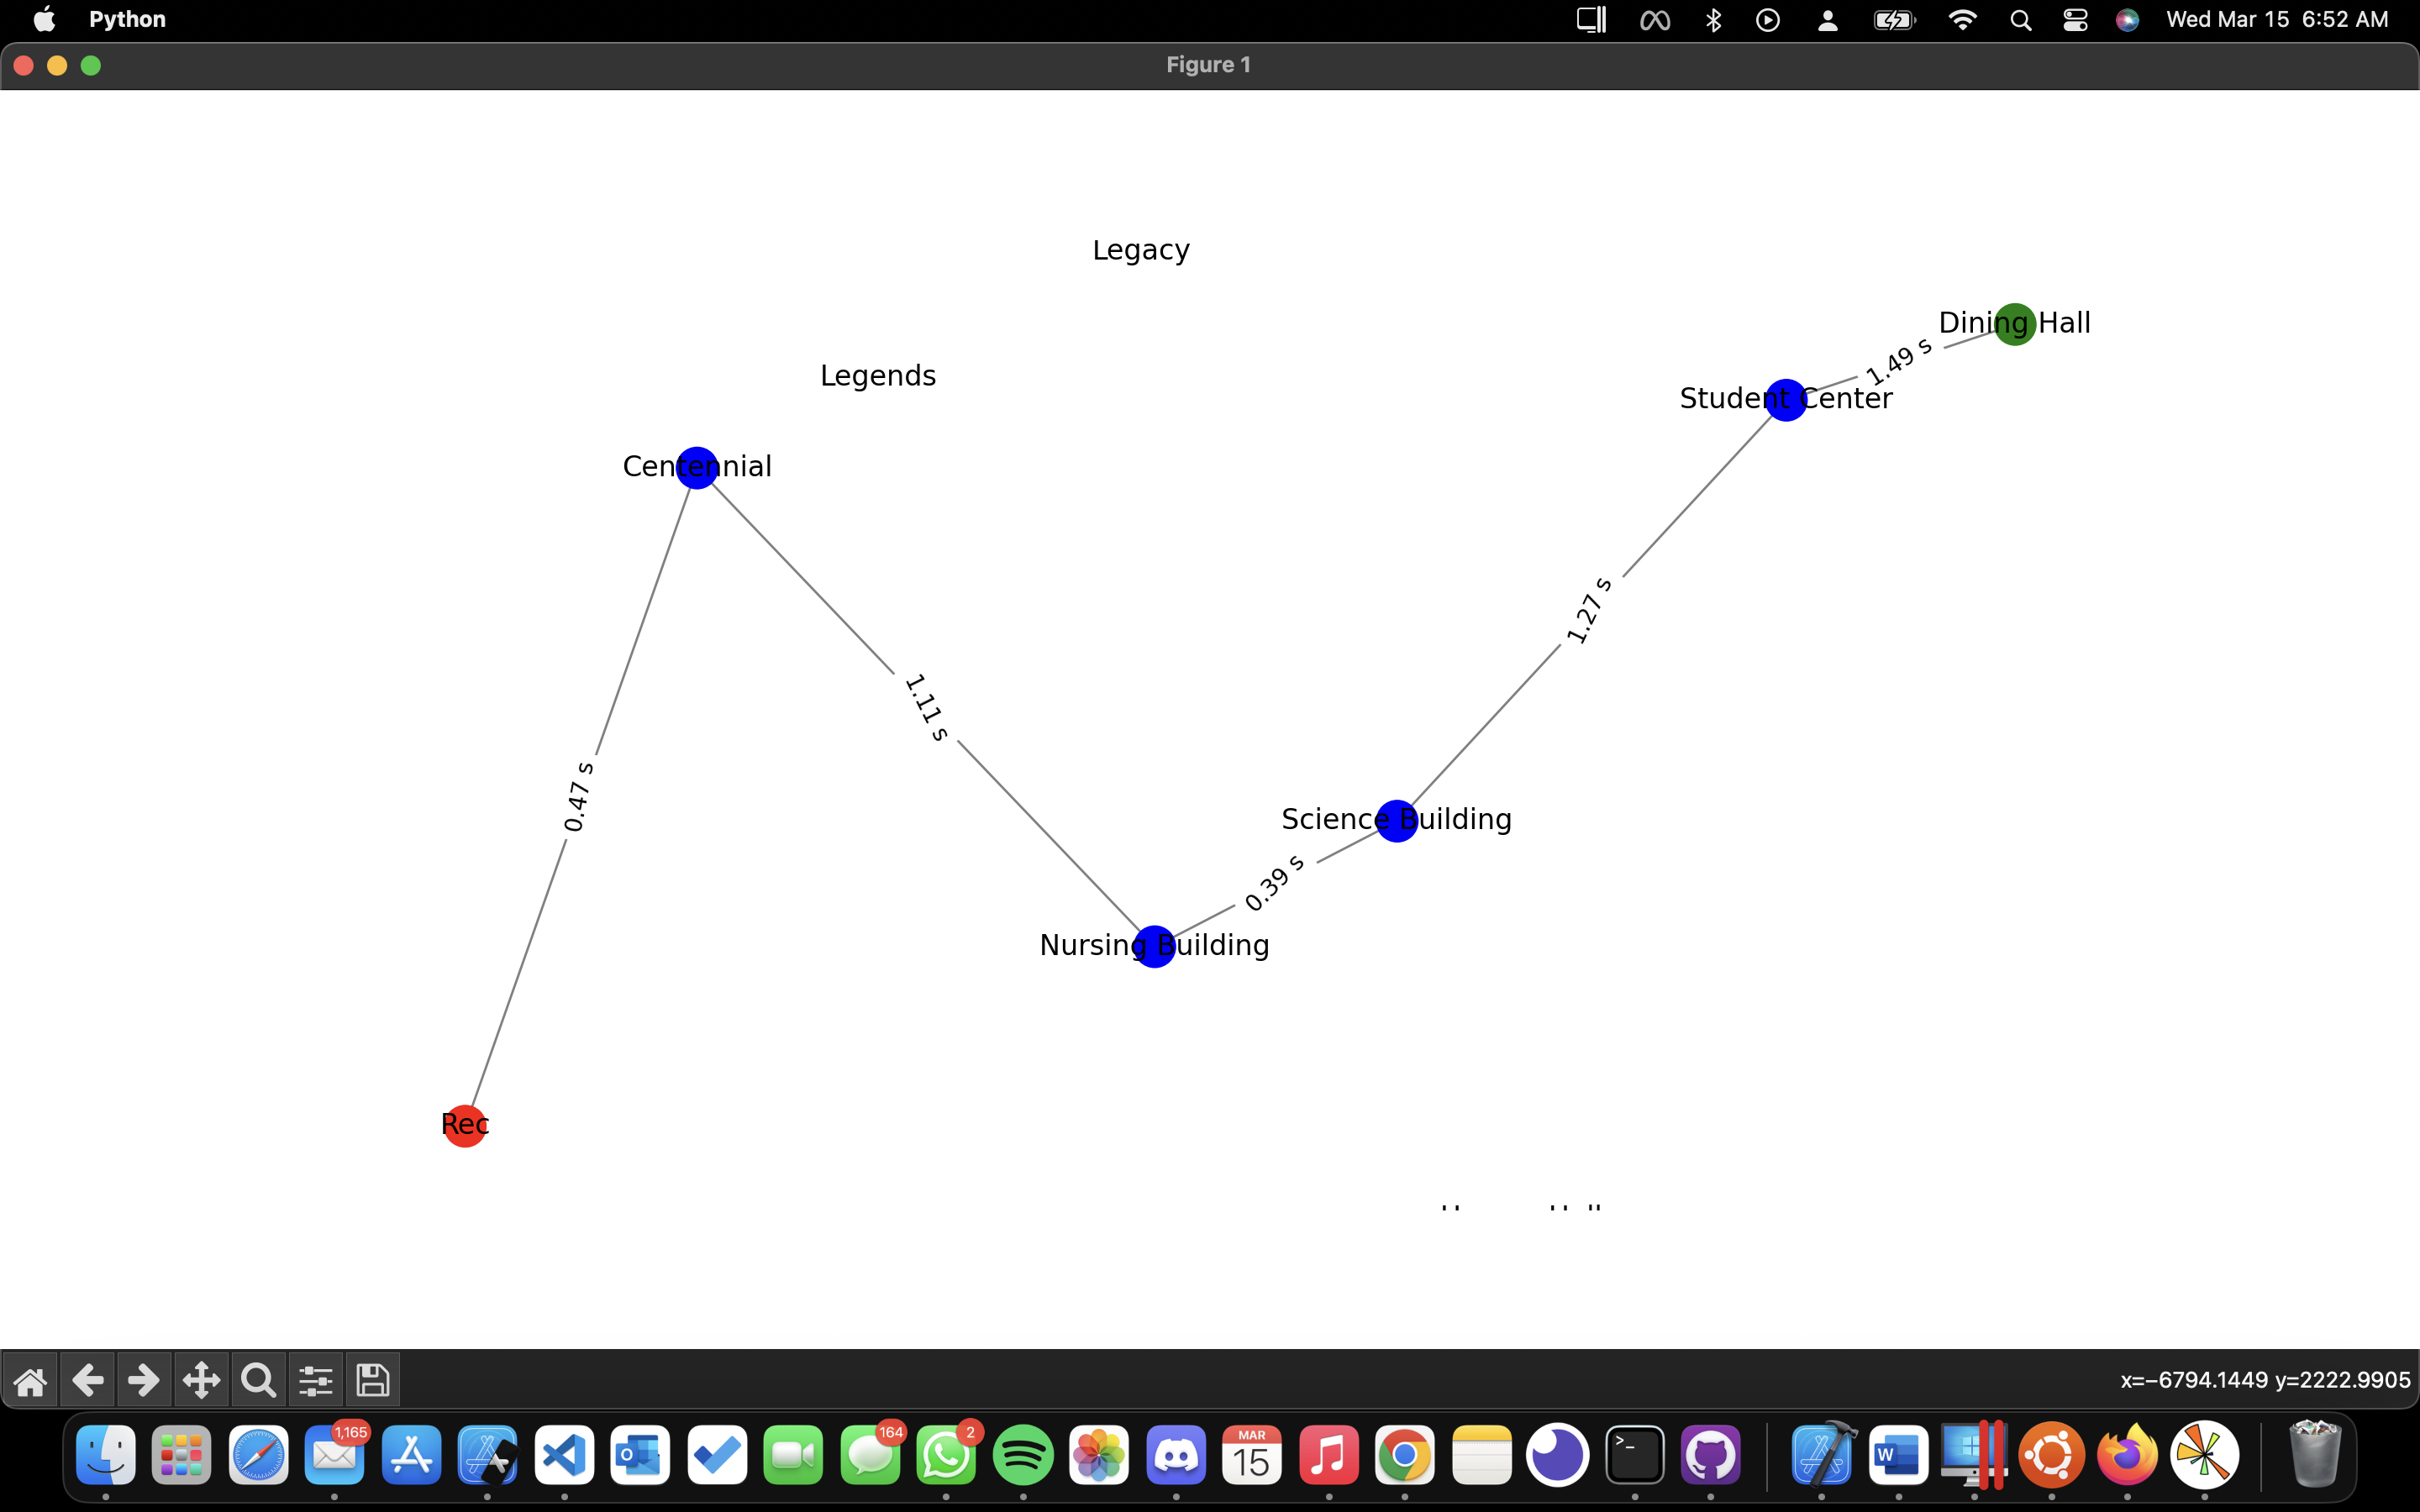 Python
Wed Mar 15 6:52 AM
Figure 1
Legacy
Dining Hall
1.49 s
Legends
Student Center
Centennial
1.27 s
1.11 s
0.47 s
Science Building
0.39 s
Nursing Building
Rec
x=−6794.1449 y=2222.9905
1,165
164
2
MAR
15
>_
W